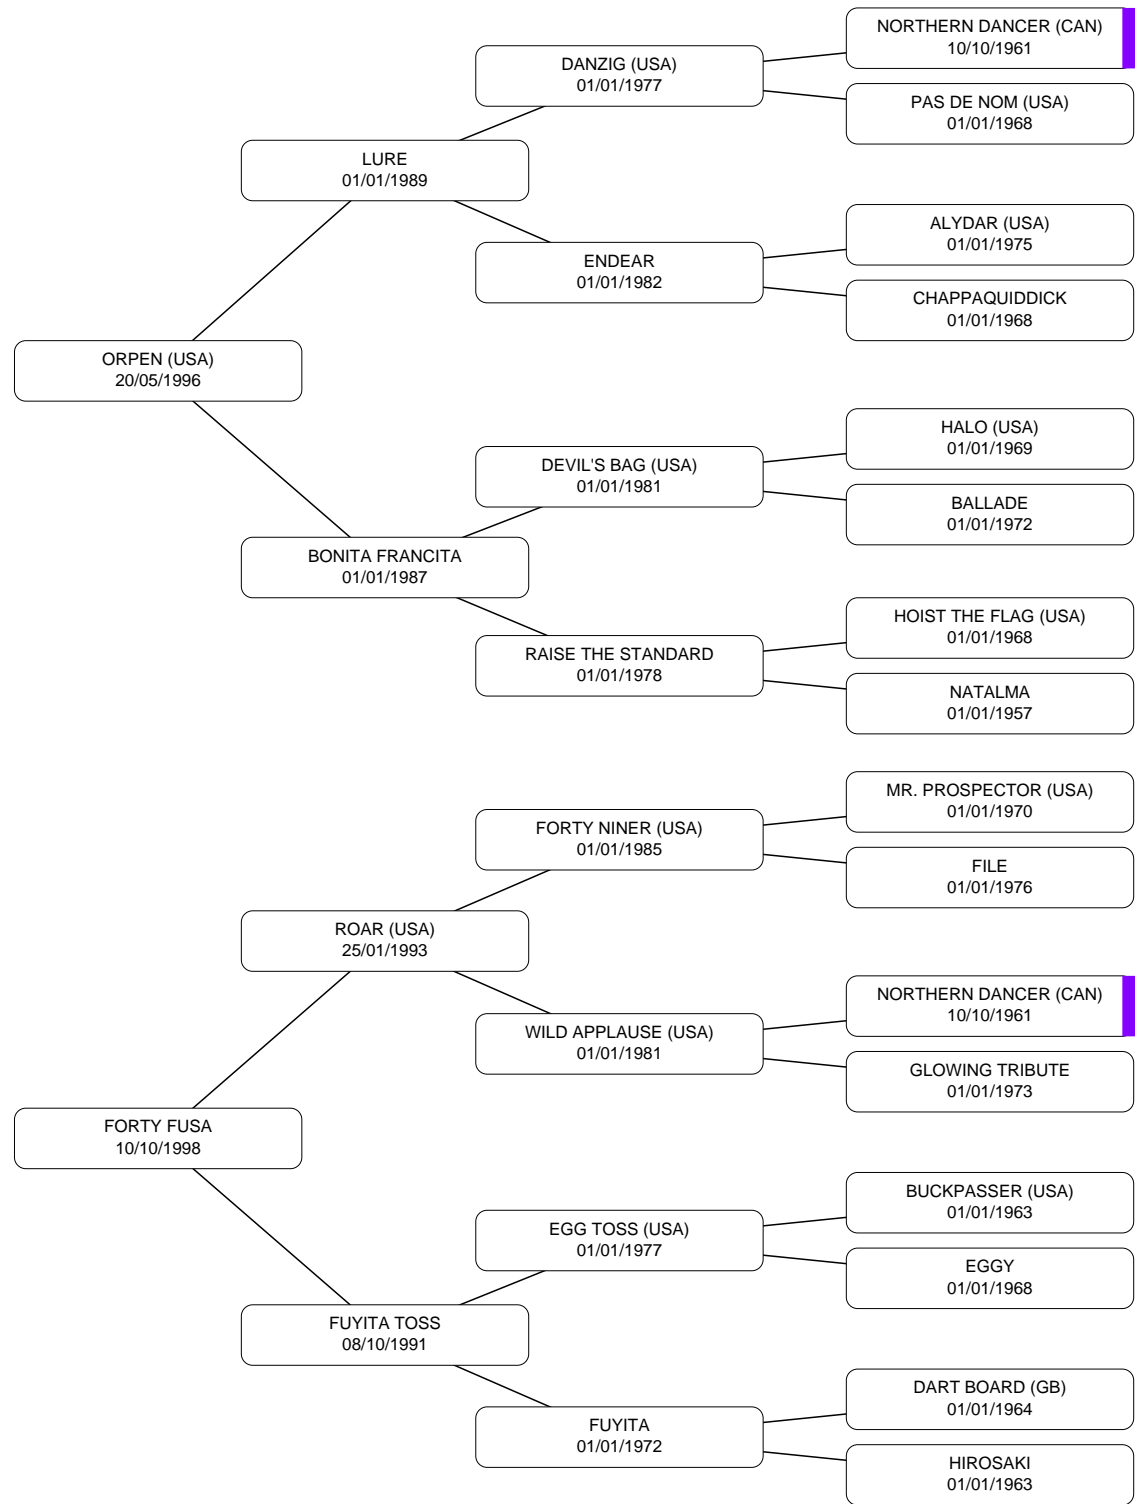 NORTHERN DANCER (CAN)
10/10/1961
DANZIG (USA)
01/01/1977
PAS DE NOM (USA)
01/01/1968
LURE
01/01/1989
ALYDAR (USA)
01/01/1975
ENDEAR
01/01/1982
CHAPPAQUIDDICK
01/01/1968
ORPEN (USA)
20/05/1996
HALO (USA)
01/01/1969
DEVIL'S BAG (USA)
01/01/1981
BALLADE
01/01/1972
BONITA FRANCITA
01/01/1987
HOIST THE FLAG (USA)
01/01/1968
RAISE THE STANDARD
01/01/1978
NATALMA
01/01/1957
MR. PROSPECTOR (USA)
01/01/1970
FORTY NINER (USA)
01/01/1985
FILE
01/01/1976
ROAR (USA)
25/01/1993
NORTHERN DANCER (CAN)
10/10/1961
WILD APPLAUSE (USA)
01/01/1981
GLOWING TRIBUTE
01/01/1973
FORTY FUSA
10/10/1998
BUCKPASSER (USA)
01/01/1963
EGG TOSS (USA)
01/01/1977
EGGY
01/01/1968
FUYITA TOSS
08/10/1991
DART BOARD (GB)
01/01/1964
FUYITA
01/01/1972
HIROSAKI
01/01/1963